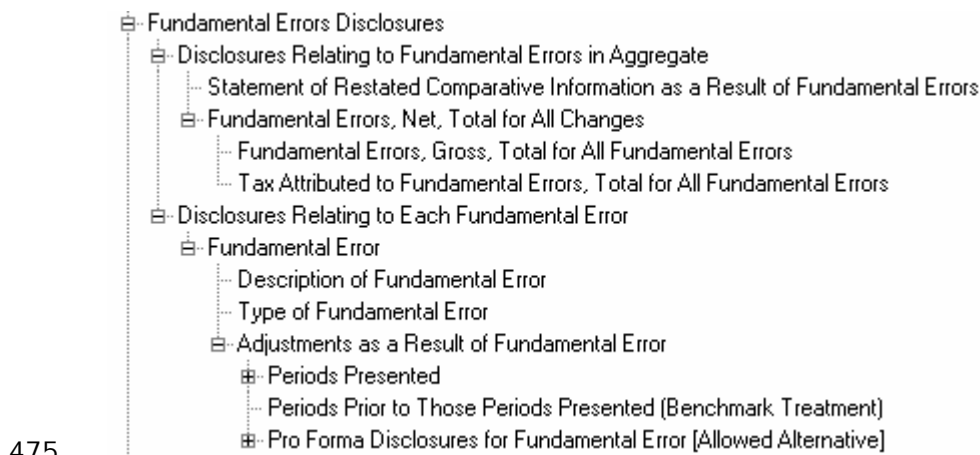 Fundamental Errors Disclosures
Disclosures Relating to Fundamental Errors in Aggregate
Statement of Restated Comparative Information as a Result of Fundamental Errors
Fundamental Errors, Net, Total for All Changes
Fundamental Errors, Gross, Total for All Fundamental Errors
Tax Attributed to Fundamental Errors, Total for All Fundamental Errors
Disclosures Relating to Each Fundamental Error
Fundamental Error
Description of Fundamental Error
Type of Fundamental Error
Adjustments as a Result of Fundamental Error
Periods Presented
Periods Prior to Those Periods Presented (Benchmark Treatment)
475 Pro Forma Disclosures for Fundamental Error [Allowed Alternative]